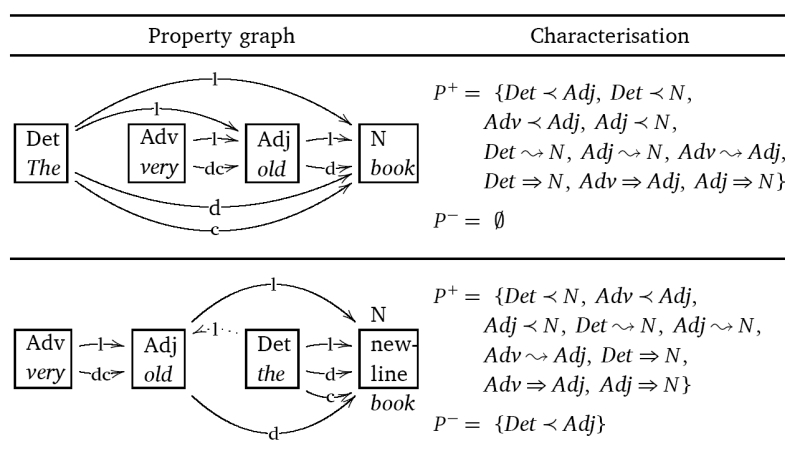 Property graph Characterisation
l
l
Det Adv l Adj l N
The very dc old d book
d
c
P⁺ = {Det ≺ Adj, Det ≺ N,
Adv ≺ Adj, Adj ≺ N,
Det ⤳ N, Adj ⤳ N, Adv ⤳ Adj,
Det ⇒ N, Adv ⇒ Adj, Adj ⇒ N}
P⁻ = ∅
l
N
Adv l Adj l Det l new-
very dc old the d line
c book
d
P⁺ = {Det ≺ N, Adv ≺ Adj,
Adj ≺ N, Det ⤳ N, Adj ⤳ N,
Adv ⤳ Adj, Det ⇒ N,
Adv ⇒ Adj, Adj ⇒ N}
P⁻ = {Det ≺ Adj}